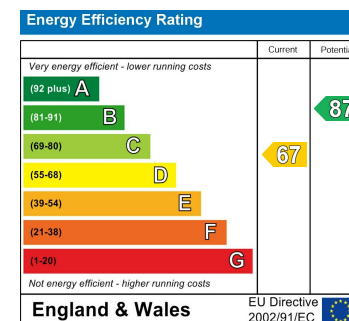 Energy Efficiency Rating
Current Potenti
Very energy efficient - lower running costs
(92 plus) A
(81-91) B
(69-80) C
(55-68) D
(39-54) E
(21-38) F
(1-20) G
67
87
Not energy efficient - higher running costs
England & Wales
EU Directive
2002/91/EC